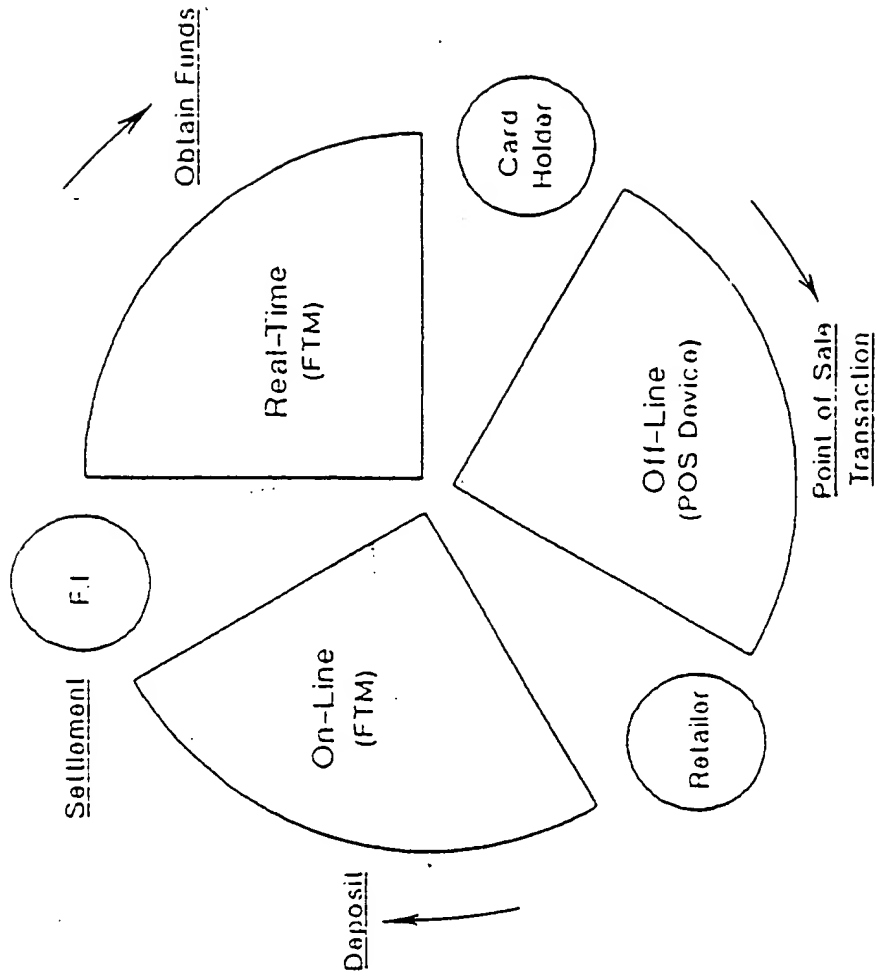 Settlement
F.I
Obtain Funds
Real-Time
(FTM)
On-Line
(FTM)
Deposit
Card
Holder
Off-Line
(POS Device)
Retailer
Point of Sale
Transaction